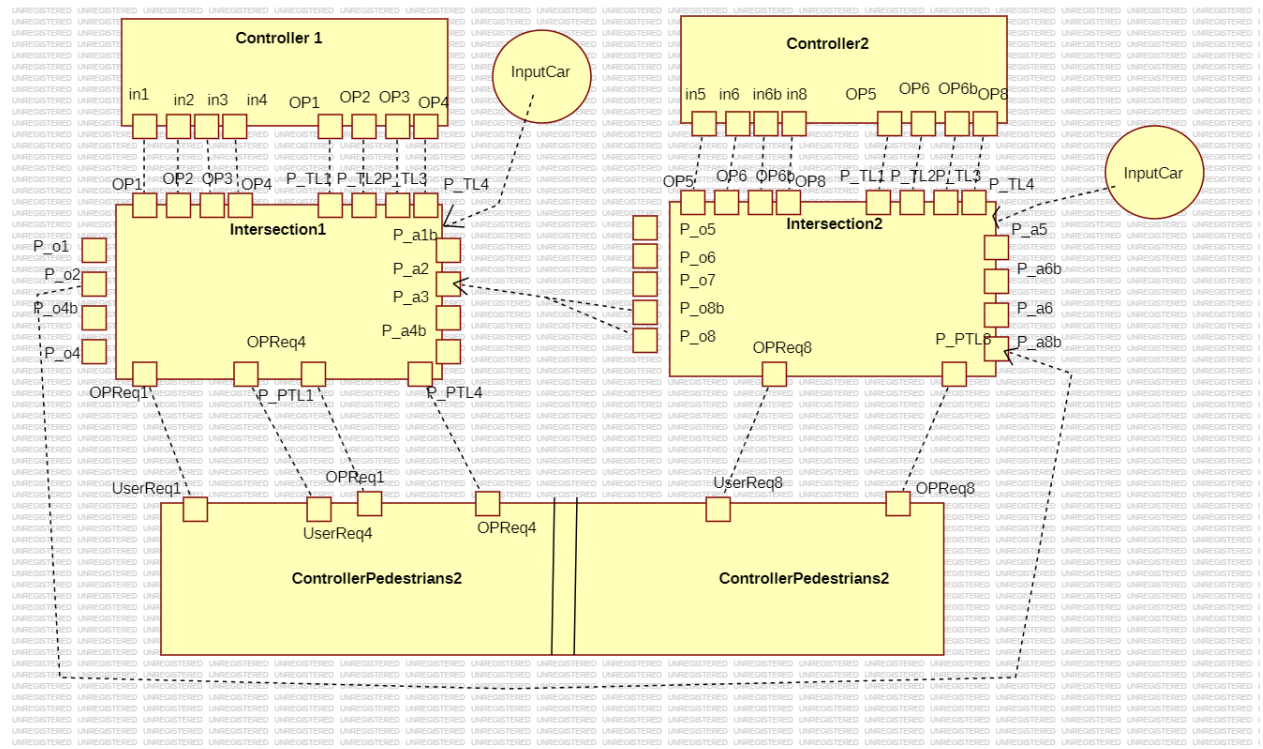 Controller 1
in1 in2 in3 in4 OP1 OP2 OP3 OP4
InputCar
Controller2
in5 in6 in6b in8 OP5 OP6 OP6b OP8
InputCar
OP1 OP2 OP3 OP4 P_TL1 P_TL2 P_TL3 P_TL4
Intersection1
P_o1
P_o2
P_o4b
P_o4
P_a1b
P_a2
P_a3
P_a4b
OPReq4
OPReq1
P_PTL1
P_PTL4
OP5 OP6 OP6b OP8 P_TL1 P_TL2 P_TL3 P_TL4
Intersection2
P_o5
P_o6
P_o7
P_o8b
P_o8
P_a5
P_a6b
P_a6
P_a8b
OPReq8
P_PTL8
UserReq1
OPReq1
UserReq4
OPReq4
UserReq8
OPReq8
ControllerPedestrians2
ControllerPedestrians2
UNREGISTERED